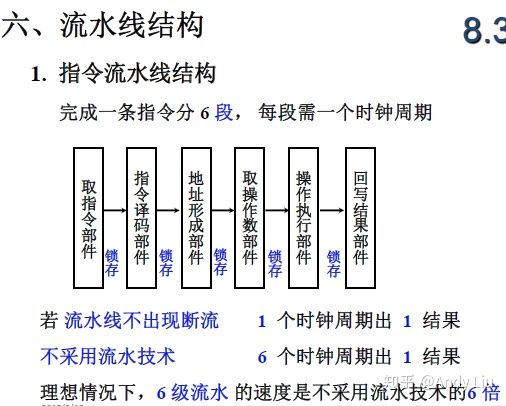 六、流水线结构
8.3
1. 指令流水线结构
完成一条指令分 6 段， 每段需一个时钟周期
取指令部件
锁存
指令译码部件
锁存
地址形成部件
锁存
取操作数部件
锁存
操作执行部件
锁存
回写结果部件
若 流水线不出现断流 1 个时钟周期出 1 结果
不采用流水技术 6 个时钟周期出 1 结果
理想情况下，6 级流水 的速度是不采用流水技术的6 倍
知乎 @Andy Liu